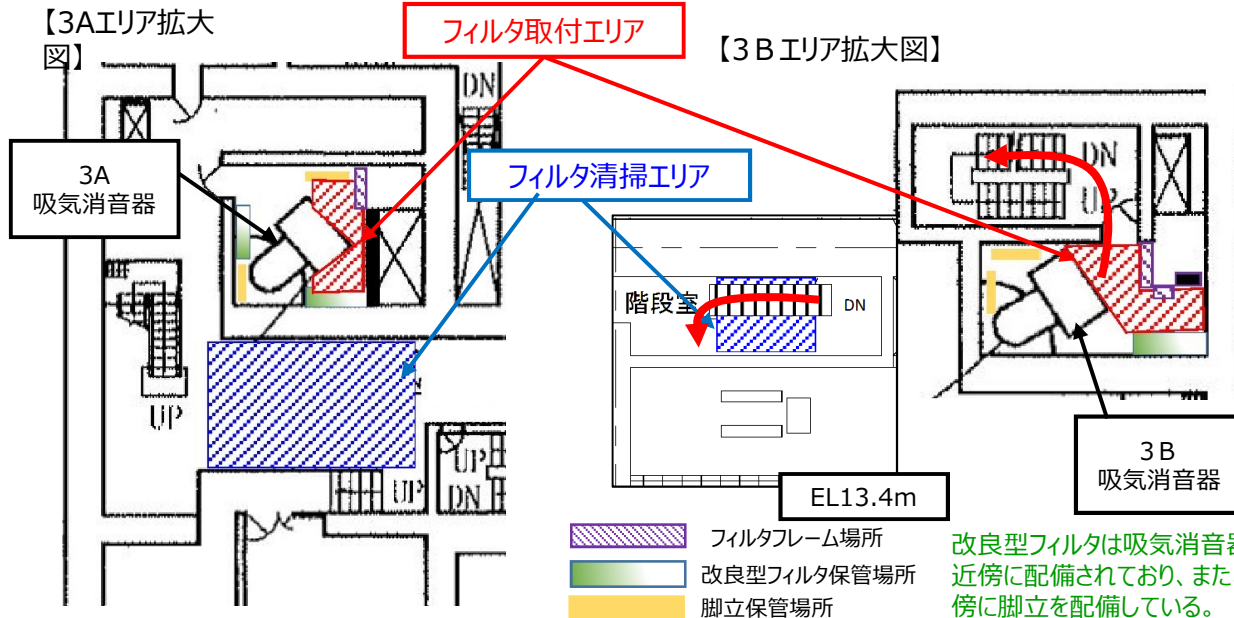 【3Aエリア拡大
図】
フィルタ取付エリア
【3Bエリア拡大図】
DN
3A
吸気消音器
フィルタ清掃エリア
DN
UP
階段室
DN
UP
UP
UP
DN
3B
吸気消音器
EL13.4m
フィルタフレーム場所
改良型フィルタ保管場所
脚立保管場所
改良型フィルタは吸気消音器
近傍に配備されており、また
傍に脚立を配備している。